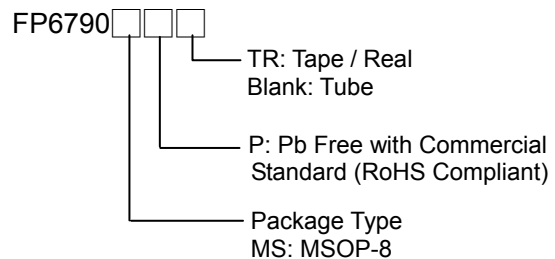 FP6790□□□
TR: Tape / Real
Blank: Tube
P: Pb Free with Commercial
Standard (RoHS Compliant)
Package Type
MS: MSOP-8